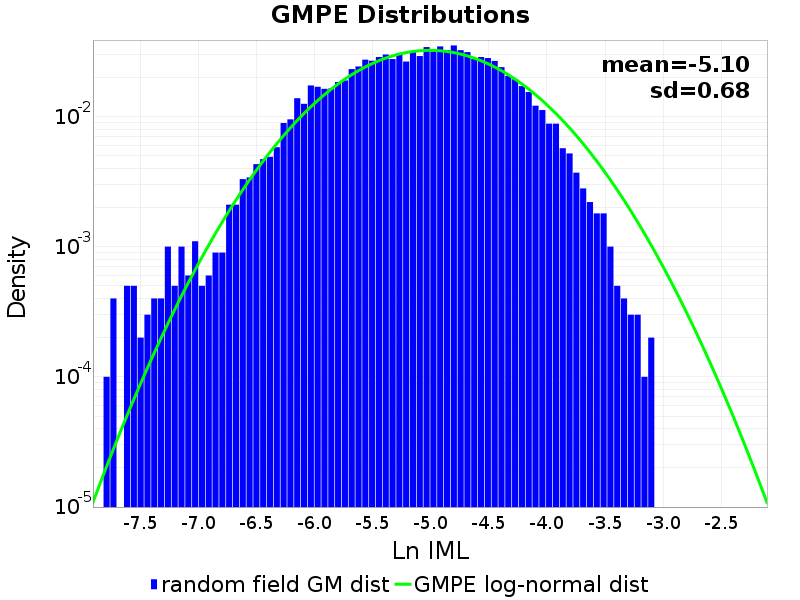 GMPE Distributions
mean=-5.10
sd=0.68
Density
10-2
10-3
10-4
10-5
-7.5 -7.0 -6.5 -6.0 -5.5 -5.0 -4.5 -4.0 -3.5 -3.0 -2.5
Ln IML
random field GM dist GMPE log-normal dist